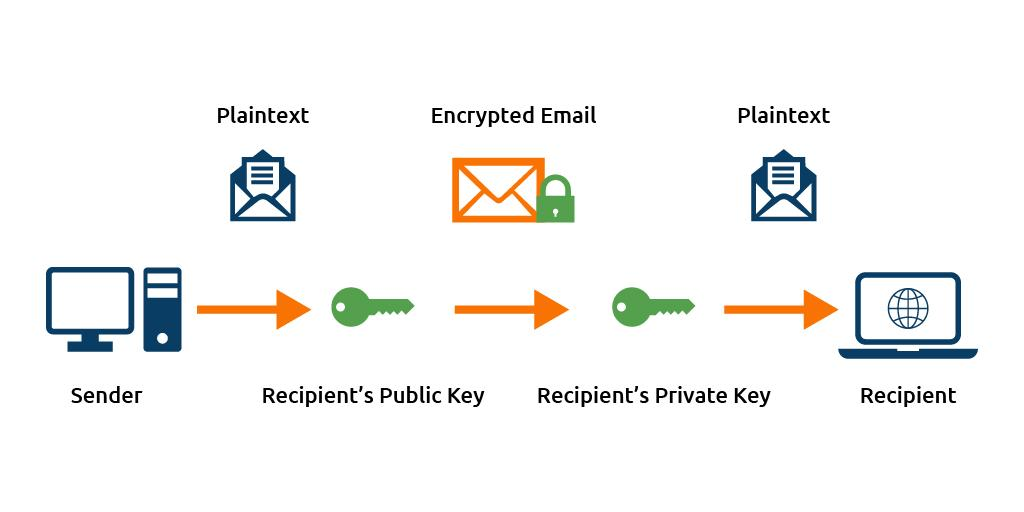 Plaintext
Encrypted Email
Plaintext
Sender
Recipient’s Public Key
Recipient’s Private Key
Recipient